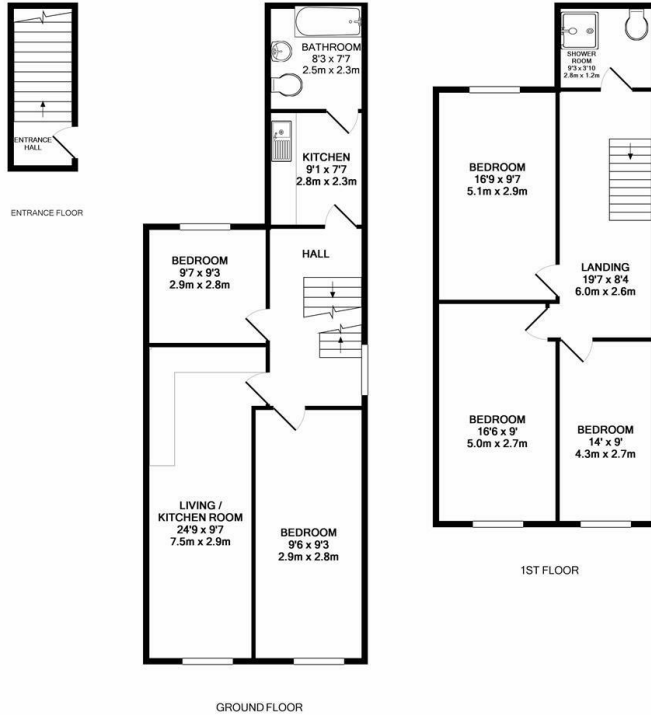 ENTRANCE
HALL
ENTRANCE FLOOR
BATHROOM
8'3 x 7'7
2.5m x 2.3m
KITCHEN
9'1 x 7'7
2.8m x 2.3m
HALL
BEDROOM
9'7 x 9'3
2.9m x 2.8m
LIVING /
KITCHEN ROOM
24'9 x 9'7
7.5m x 2.9m
BEDROOM
9'6 x 9'3
2.9m x 2.8m
GROUND FLOOR
SHOWER
ROOM
9'3 x 3'10
2.8m x 1.2m
BEDROOM
16'9 x 9'7
5.1m x 2.9m
LANDING
19'7 x 8'4
6.0m x 2.6m
BEDROOM
16'6 x 9'
5.0m x 2.7m
BEDROOM
14' x 9'
4.3m x 2.7m
1ST FLOOR